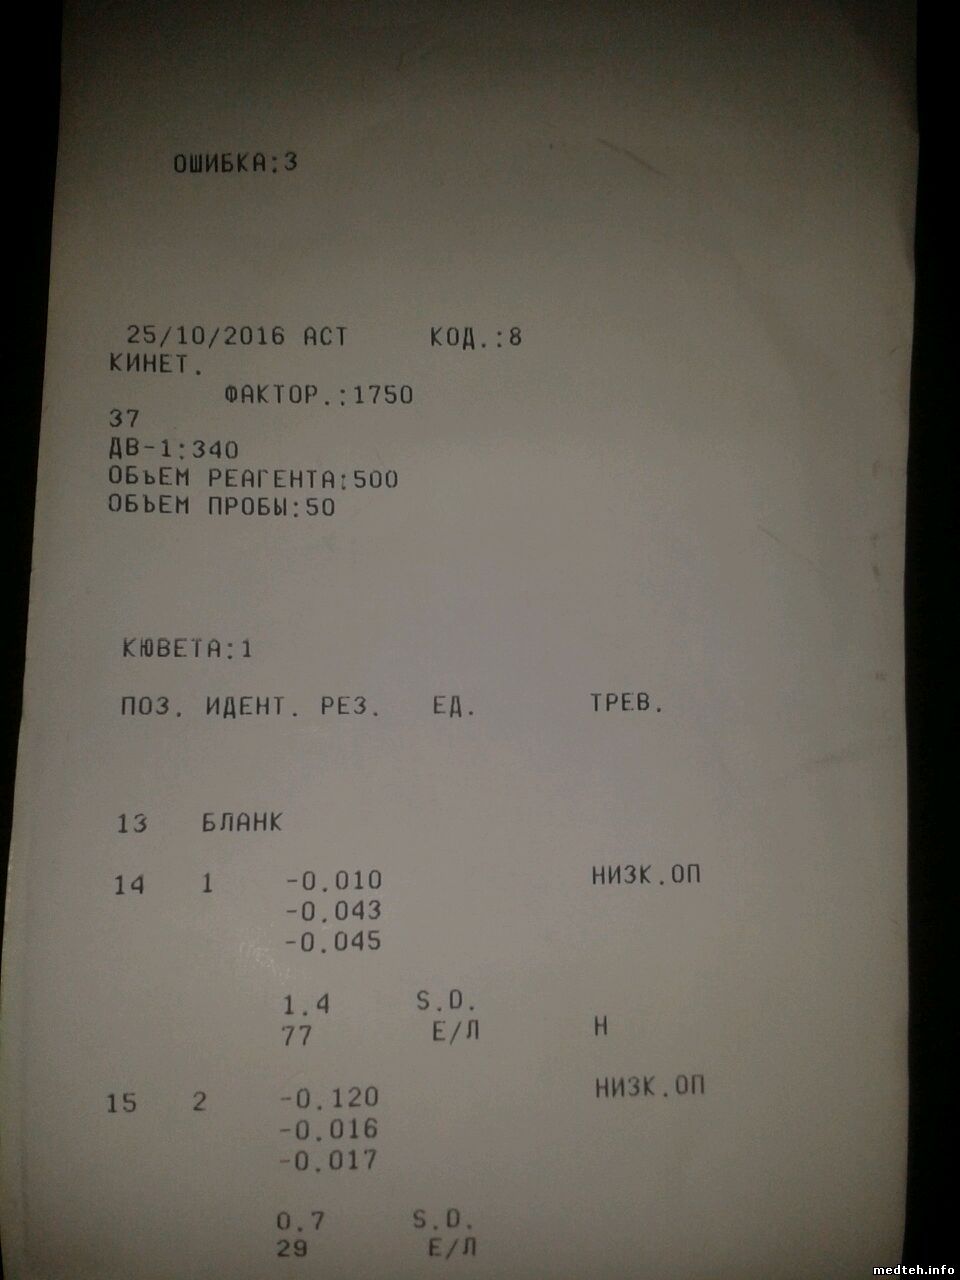 ОШИБКА:3
25/10/2016 АСТ КОД.:8
КИНЕТ.
ФАКТОР.:1750
37
ДВ-1:340
ОБЬЕМ РЕАГЕНТА:500
ОБЬЕМ ПРОБЫ:50
КЮВЕТА:1
ПОЗ. ИДЕНТ. РЕЗ. ЕД. ТРЕВ.
13 БЛАНК
14 1 -0.010 НИЗК.ОП
-0.043
-0.045
1.4 S.D.
77 Е/Л Н
15 2 -0.120 НИЗК.ОП
-0.016
-0.017
0.7 S.D.
29 Е/Л
medteh.info